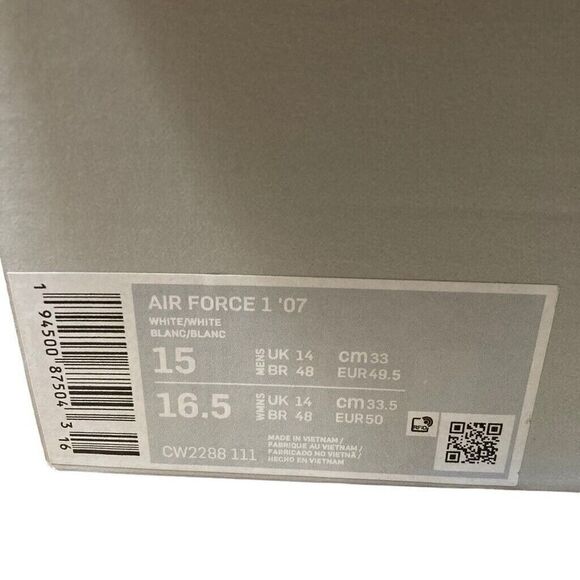 AIR FORCE 1 '07
WHITE/WHITE
BLANC/BLANC
15 MENS UK 14 cm 33
BR 48 EUR 49.5
16.5 WMNS UK 14 cm 33.5
BR 48 EUR 50
CW2288 111
MADE IN VIETNAM /
FABRIQUE AU VIETNAM /
FABRICADO NO VIETNÃ /
HECHO EN VIETNAM
RFID
1 94500 87504 3 16